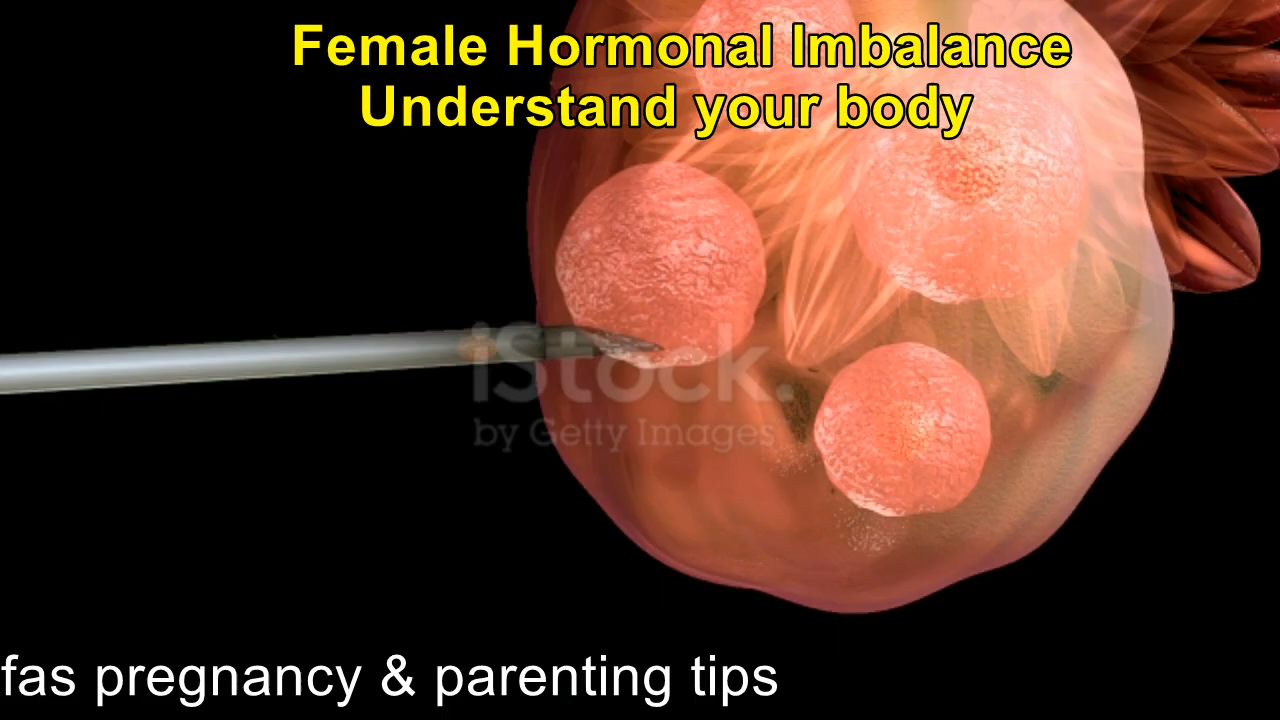 Female Hormonal Imbalance
Understand your body
iStock.
by Getty Images
fas pregnancy & parenting tips